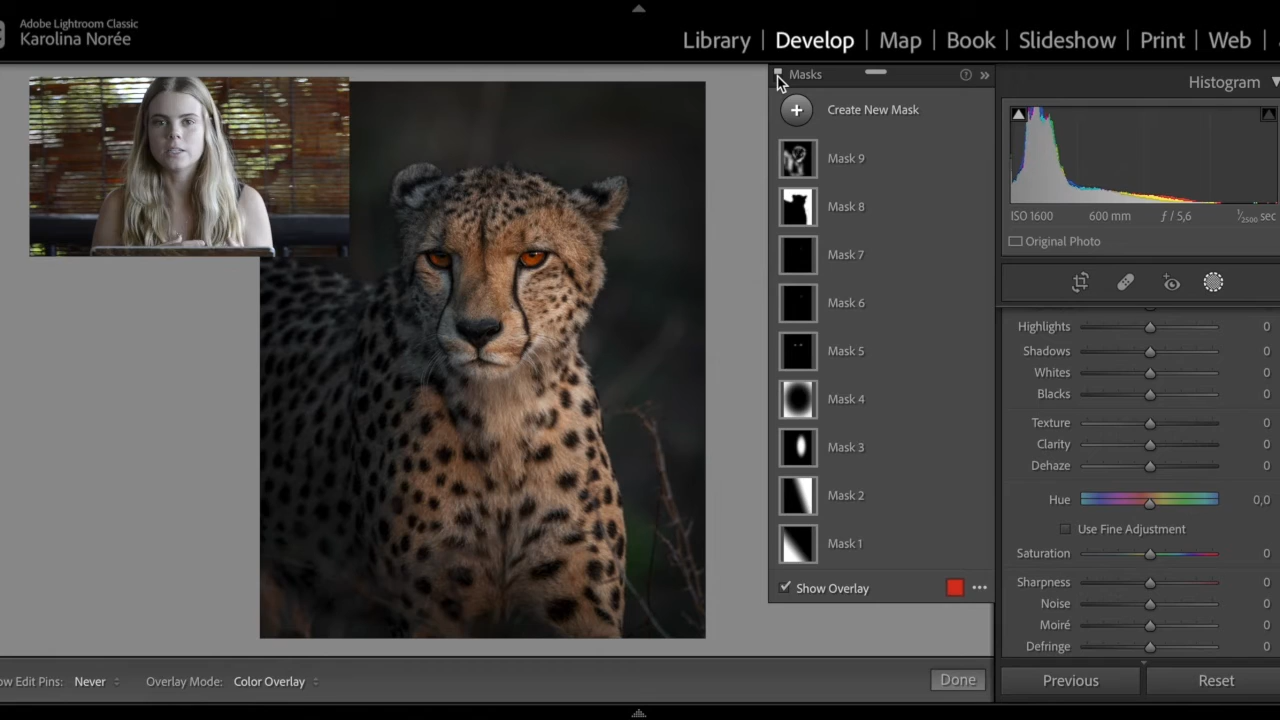 Adobe Lightroom Classic
Karolina Norée
Library | Develop | Map | Book | Slideshow | Print | Web |
Masks
Create New Mask
Mask 9
Mask 8
Mask 7
Mask 6
Mask 5
Mask 4
Mask 3
Mask 2
Mask 1
Show Overlay
Histogram
ISO 1600 600 mm ƒ / 5,6 1/2500 sec
Original Photo
Highlights 0
Shadows 0
Whites 0
Blacks 0
Texture 0
Clarity 0
Dehaze 0
Hue 0,0
Use Fine Adjustment
Saturation 0
Sharpness 0
Noise 0
Moiré 0
Defringe 0
ow Edit Pins: Never Overlay Mode: Color Overlay Done
Previous Reset